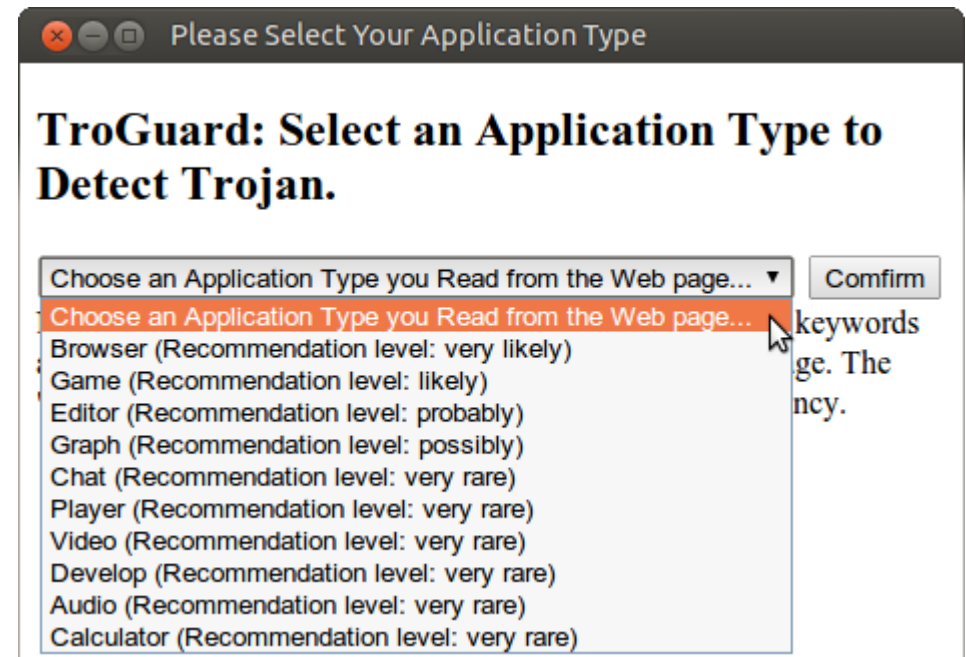 Please Select Your Application Type
TroGuard: Select an Application Type to
Detect Trojan.
Choose an Application Type you Read from the Web page... Comfirm
Choose an Application Type you Read from the Web page... keywords
Browser (Recommendation level: very likely) ge. The
Game (Recommendation level: likely)
Editor (Recommendation level: probably) ncy.
Graph (Recommendation level: possibly)
Chat (Recommendation level: very rare)
Player (Recommendation level: very rare)
Video (Recommendation level: very rare)
Develop (Recommendation level: very rare)
Audio (Recommendation level: very rare)
Calculator (Recommendation level: very rare)